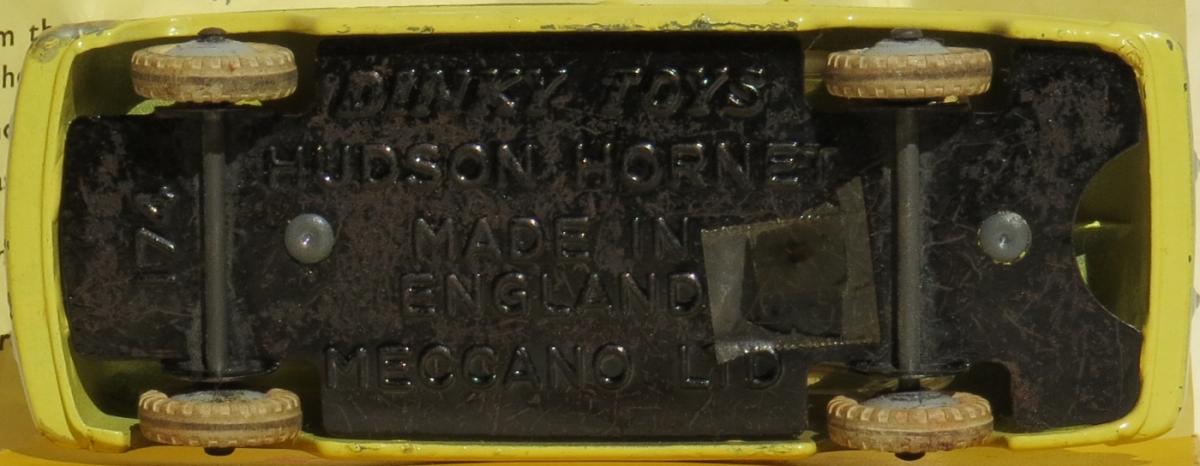 DINKY TOYS
HUDSON HORNET
174
MADE IN
ENGLAND
MECCANO LTD